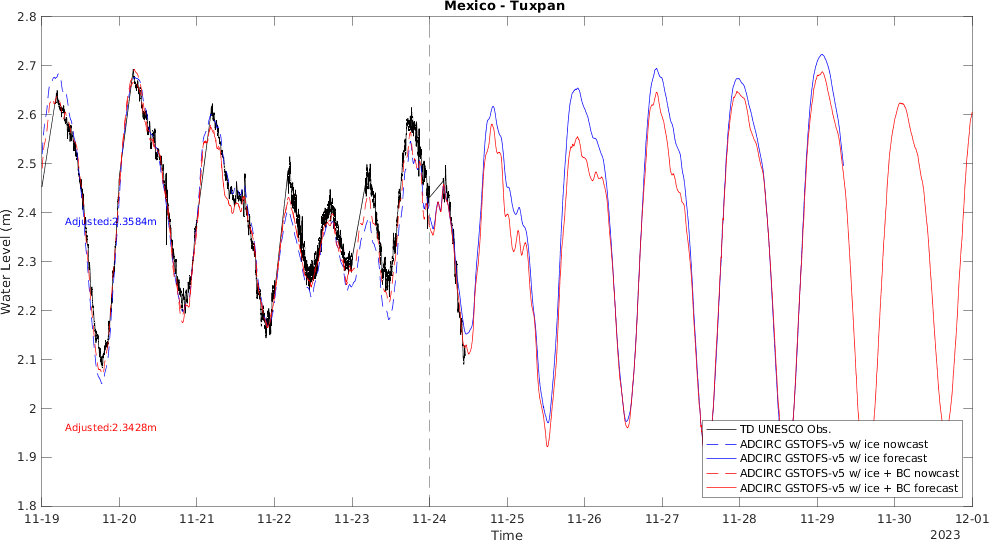 Mexico - Tuxpan
2.8
2.7
2.6
2.5
2.4
2.3
2.2
2.1
2
1.9
1.8
Water Level (m)
Adjusted:2.3584m
Adjusted:2.3428m
TD UNESCO Obs.
ADCIRC GSTOFS-v5 w/ ice nowcast
ADCIRC GSTOFS-v5 w/ ice forecast
ADCIRC GSTOFS-v5 w/ ice + BC nowcast
ADCIRC GSTOFS-v5 w/ ice + BC forecast
11-19 11-20 11-21 11-22 11-23 11-24 11-25 11-26 11-27 11-28 11-29 11-30 12-01
Time
2023